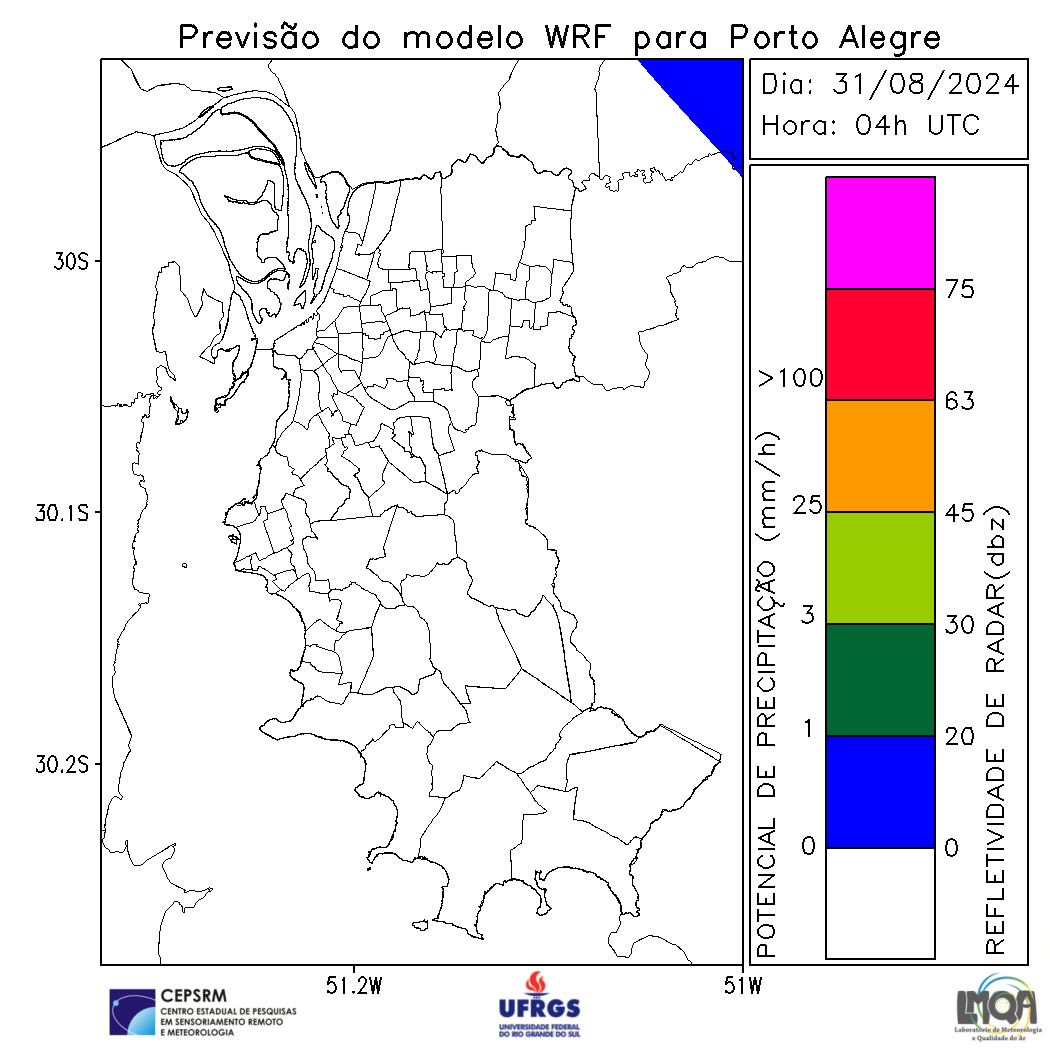 Previsão do modelo WRF para Porto Alegre
Dia: 31/08/2024
Hora: 04h UTC
30S
30.1S
30.2S
51.2W
51W
POTENCIAL DE PRECIPITAÇÃO (mm/h)
>100
25
3
1
0
75
63
45
30
20
0
REFLETIVIDADE DE RADAR(dbz)
CEPSRM
CENTRO ESTADUAL DE PESQUISAS
EM SENSORIAMENTO REMOTO
E METEOROLOGIA
UFRGS
UNIVERSIDADE FEDERAL
DO RIO GRANDE DO SUL
LMQA
Laboratório de Meteorologia
e Qualidade do Ar